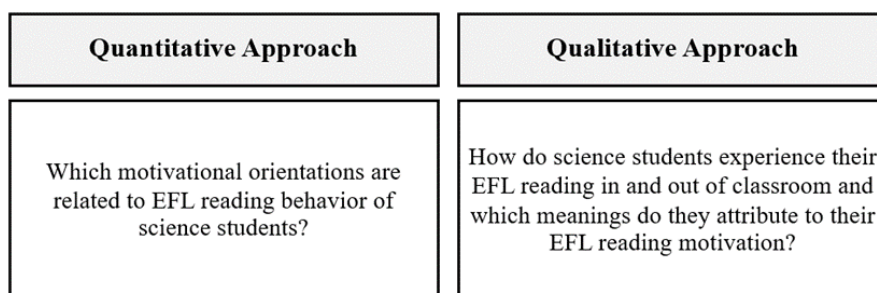 Quantitative Approach
Qualitative Approach
Which motivational orientations are
related to EFL reading behavior of
science students?
How do science students experience their
EFL reading in and out of classroom and
which meanings do they attribute to their
EFL reading motivation?